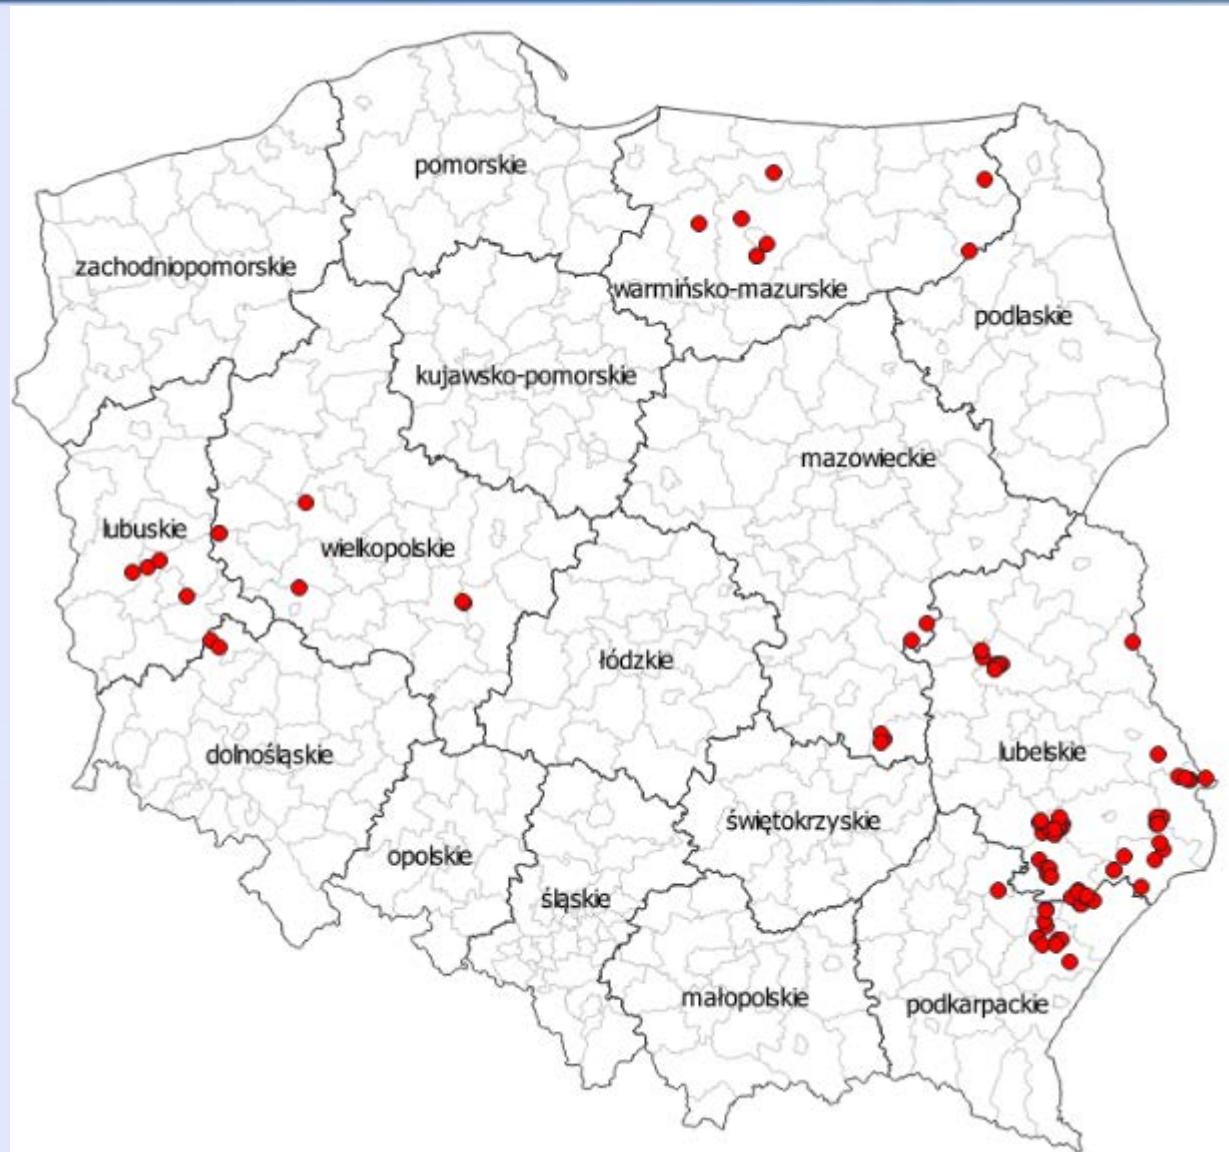 pomorskie
zachodniopomorskie
warmińsko-mazurskie
podlaskie
kujawsko-pomorskie
mazowieckie
lubuskie
wielkopolskie
łódzkie
dolnośląskie
lubelskie
świętokrzyskie
opolskie
śląskie
małopolskie
podkarpackie